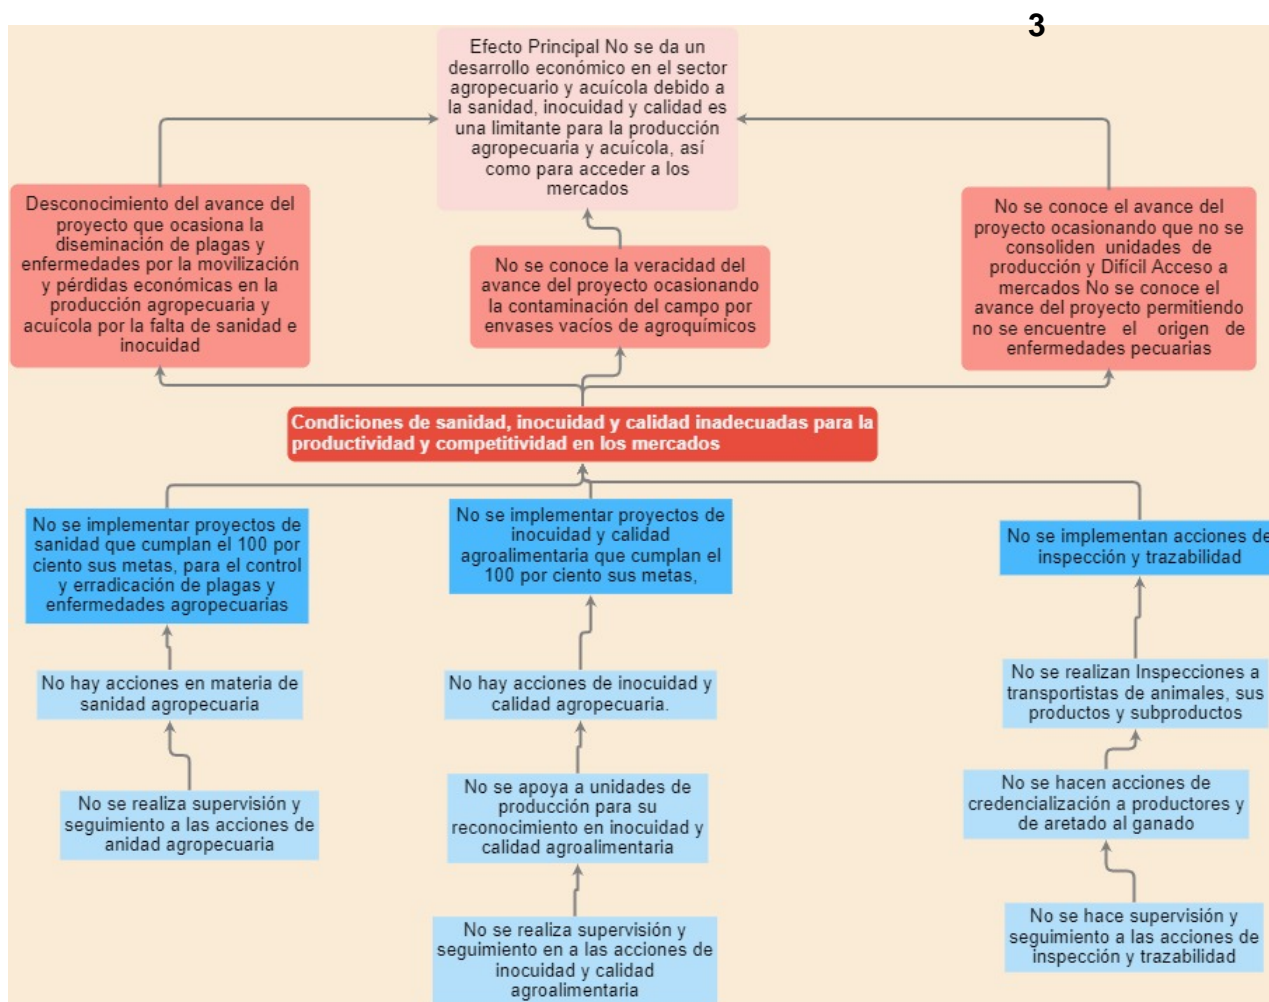 3
Efecto Principal No se da un
desarrollo económico en el sector
agropecuario y acuícola debido a
la sanidad, inocuidad y calidad es
una limitante para la producción
agropecuaria y acuícola, así
como para acceder a los
mercados
Desconocimiento del avance del
proyecto que ocasiona la
diseminación de plagas y
enfermedades por la movilización
y pérdidas económicas en la
producción agropecuaria y
acuícola por la falta de sanidad e
inocuidad
No se conoce la veracidad del
avance del proyecto ocasionando
la contaminación del campo por
envases vacíos de agroquímicos
No se conoce el avance del
proyecto ocasionando que no se
consoliden unidades de
producción y Difícil Acceso a
mercados No se conoce el
avance del proyecto permitiendo
no se encuentre el origen de
enfermedades pecuarias
Condiciones de sanidad, inocuidad y calidad inadecuadas para la
productividad y competitividad en los mercados
No se implementar proyectos de
sanidad que cumplan el 100 por
ciento sus metas, para el control
y erradicación de plagas y
enfermedades agropecuarias
No se implementar proyectos de
inocuidad y calidad
agroalimentaria que cumplan el
100 por ciento sus metas,
No se implementan acciones de
inspección y trazabilidad
No hay acciones en materia de
sanidad agropecuaria
No hay acciones de inocuidad y
calidad agropecuaria.
No se realizan Inspecciones a
transportistas de animales, sus
productos y subproductos
No se realiza supervisión y
seguimiento a las acciones de
anidad agropecuaria
No se apoya a unidades de
producción para su
reconocimiento en inocuidad y
calidad agroalimentaria
No se hacen acciones de
credencialización a productores y
de aretado al ganado
No se realiza supervisión y
seguimiento en a las acciones de
inocuidad y calidad
agroalimentaria
No se hace supervisión y
seguimiento a las acciones de
inspección y trazabilidad